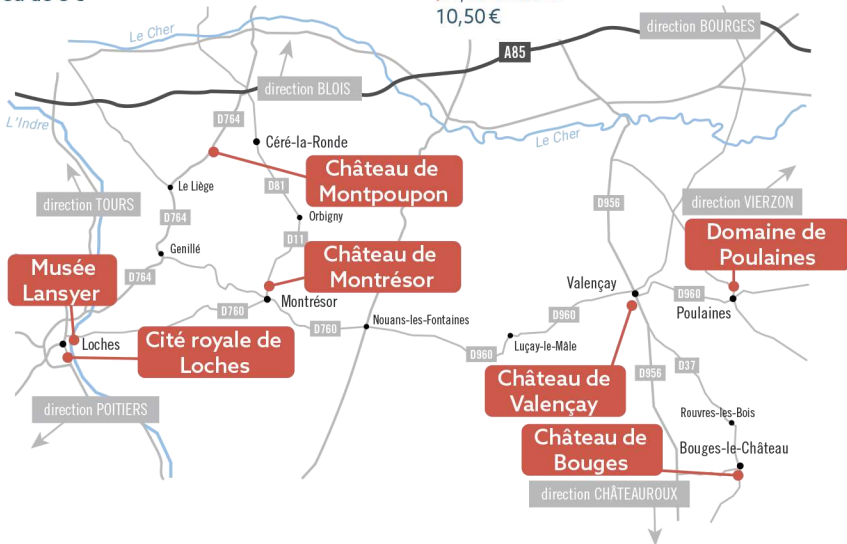 10,50 €
direction BOURGES
Le Cher
A85
direction BLOIS
L'Indre
D764
Céré-la-Ronde
Le Cher
Château de
Montpoupon
Le Liège
D81
direction TOURS
D956
direction VIERZON
D764
Orbigny
D11
Domaine de
Poulaines
Genillé
Château de
Montrésor
Musée
Lansyer
D764
Valençay
D960
Montrésor
Poulaines
D760
D960
Nouans-les-Fontaines
D760
Loches
Cité royale de
Loches
Luçay-le-Mâle
D960
D37
D956
Château de
Valençay
direction POITIERS
Rouvres-les-Bois
Château de
Bouges
Bouges-le-Château
direction CHÂTEAUROUX